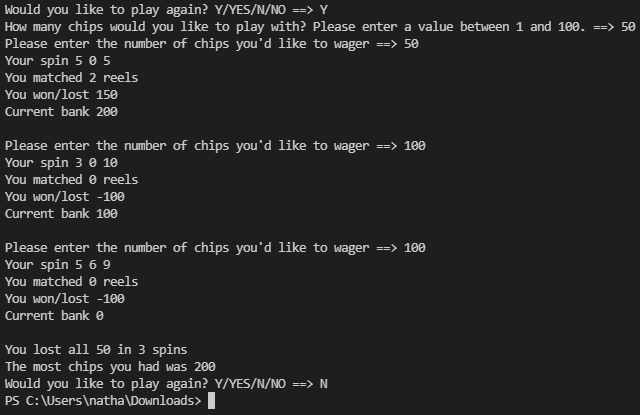 Would you like to play again? Y/YES/N/NO ==> Y
How many chips would you like to play with? Please enter a value between 1 and 100. ==> 50
Please enter the number of chips you'd like to wager ==> 50
Your spin 5 0 5
You matched 2 reels
You won/lost 150
Current bank 200

Please enter the number of chips you'd like to wager ==> 100
Your spin 3 0 10
You matched 0 reels
You won/lost -100
Current bank 100

Please enter the number of chips you'd like to wager ==> 100
Your spin 5 6 9
You matched 0 reels
You won/lost -100
Current bank 0

You lost all 50 in 3 spins
The most chips you had was 200
Would you like to play again? Y/YES/N/NO ==> N
PS C:\Users\natha\Downloads>